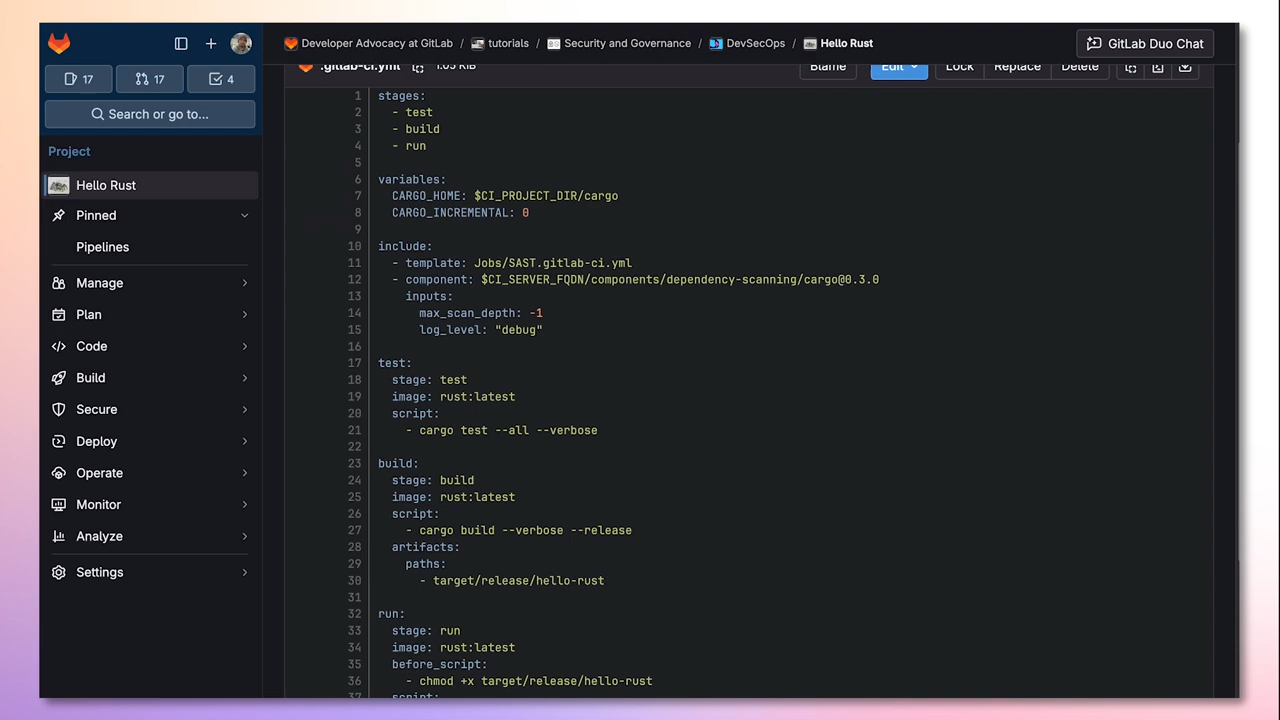 Developer Advocacy at GitLab / tutorials / Security and Governance / DevSecOps / Hello Rust
GitLab Duo Chat
17
17
4
Search or go to...
Project
Hello Rust
Pinned
Pipelines
Manage
Plan
Code
Build
Secure
Deploy
Operate
Monitor
Analyze
Settings
.gitlab-ci.yml 1.05 KiB
Blame
Edit
Lock
Replace
Delete
1 stages:
2 - test
3 - build
4 - run
5
6 variables:
7 CARGO_HOME: $CI_PROJECT_DIR/cargo
8 CARGO_INCREMENTAL: 0
9
10 include:
11 - template: Jobs/SAST.gitlab-ci.yml
12 - component: $CI_SERVER_FQDN/components/dependency-scanning/cargo@0.3.0
13 inputs:
14 max_scan_depth: -1
15 log_level: "debug"
16
17 test:
18 stage: test
19 image: rust:latest
20 script:
21 - cargo test --all --verbose
22
23 build:
24 stage: build
25 image: rust:latest
26 script:
27 - cargo build --verbose --release
28 artifacts:
29 paths:
30 - target/release/hello-rust
31
32 run:
33 stage: run
34 image: rust:latest
35 before_script:
36 - chmod +x target/release/hello-rust
37 script: